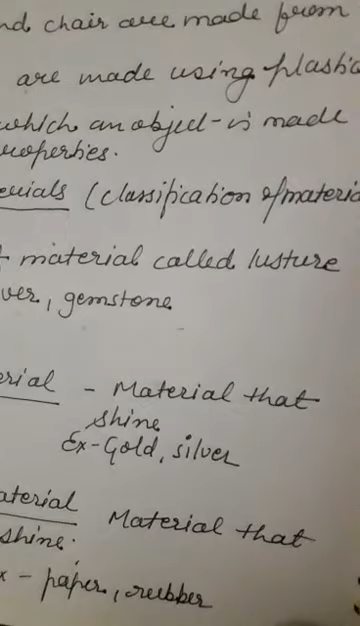 nd chair are made from
are made using plastic
which an object is made
roperties.
erials (classification of materia
material called lusture
ver, gemstone
erial - Material that
shine
Ex-Gold, silver
aterial Material that
shine.
x - paper, rubber